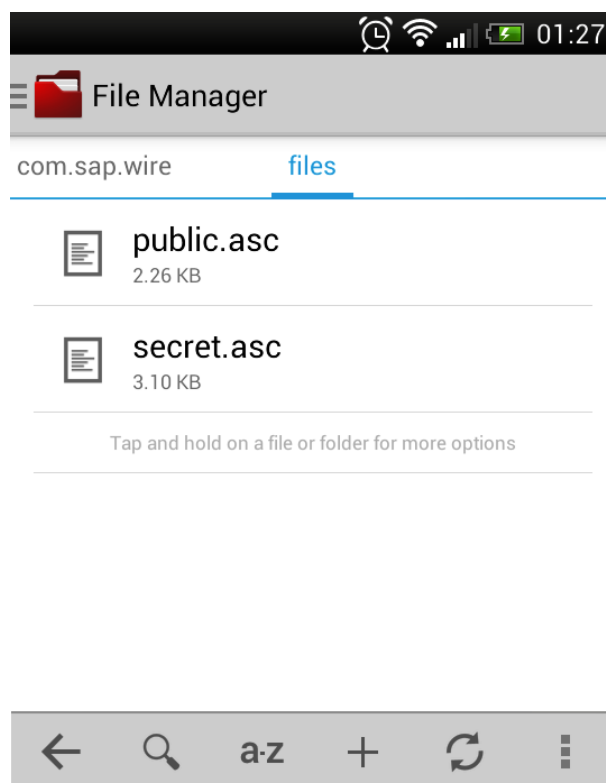 01:27
File Manager
com.sap.wire files
public.asc
2.26 KB
secret.asc
3.10 KB
Tap and hold on a file or folder for more options
a-z